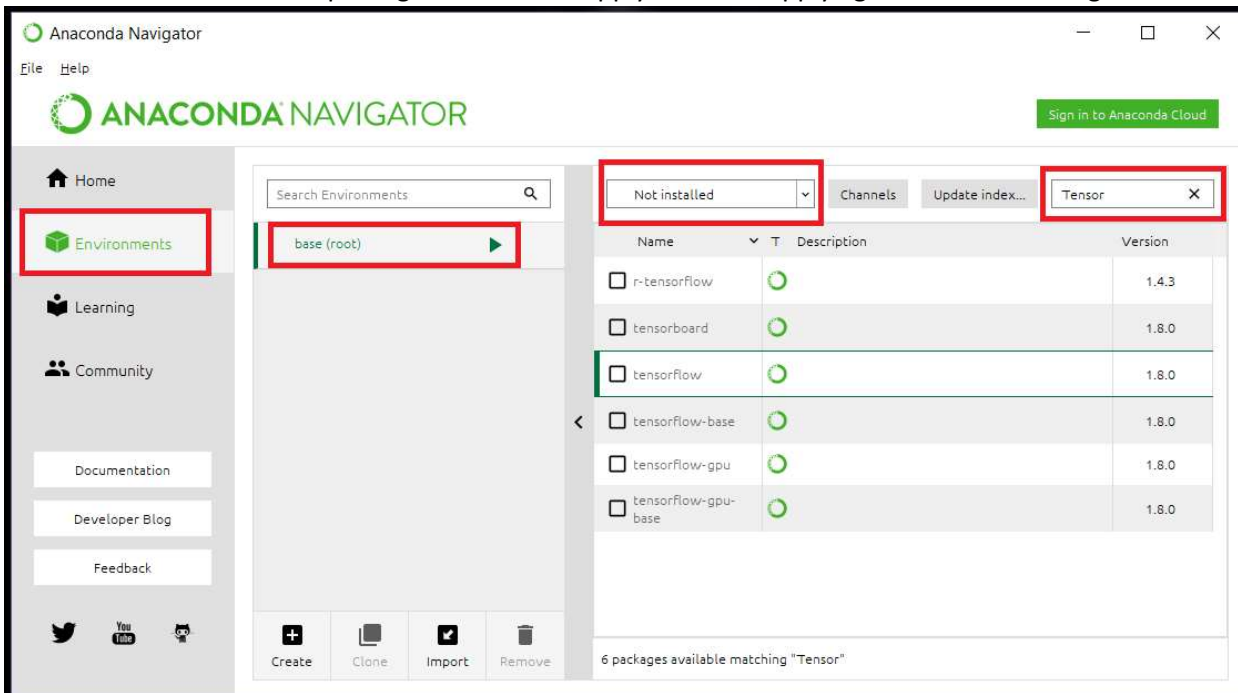 Anaconda Navigator
File Help
ANACONDA NAVIGATOR
Sign in to Anaconda Cloud
Home
Environments
Learning
Community
Documentation
Developer Blog
Feedback
You Tube
Search Environments
base (root)
Create Clone Import Remove
Not installed Channels Update index... Tensor
Name T Description Version
r-tensorflow 1.4.3
tensorboard 1.8.0
tensorflow 1.8.0
tensorflow-base 1.8.0
tensorflow-gpu 1.8.0
tensorflow-gpu-
base 1.8.0
6 packages available matching "Tensor"